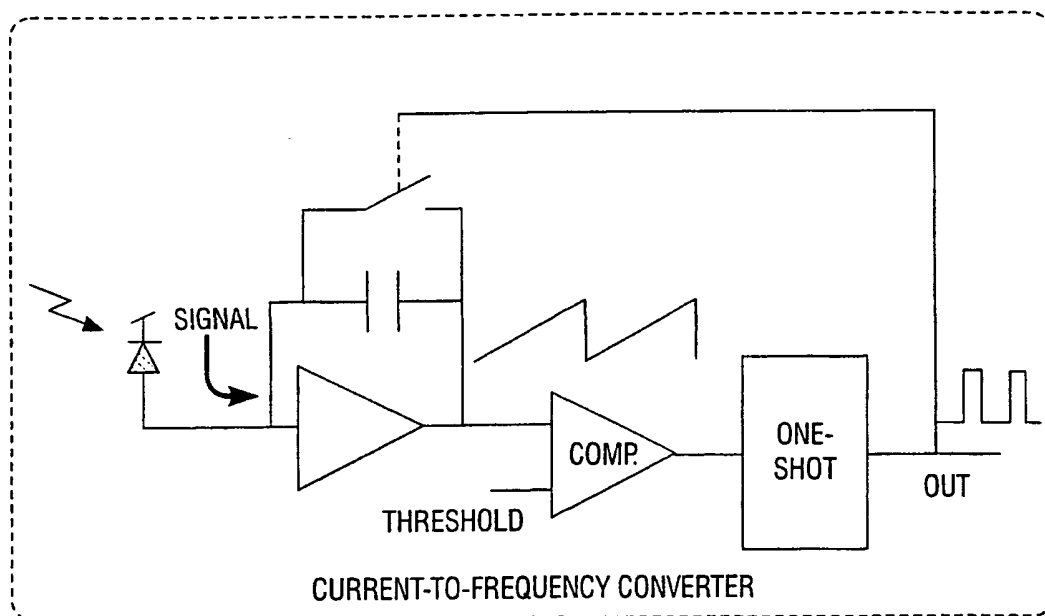 SIGNAL
COMP.
THRESHOLD
ONE-
SHOT
OUT
CURRENT-TO-FREQUENCY CONVERTER